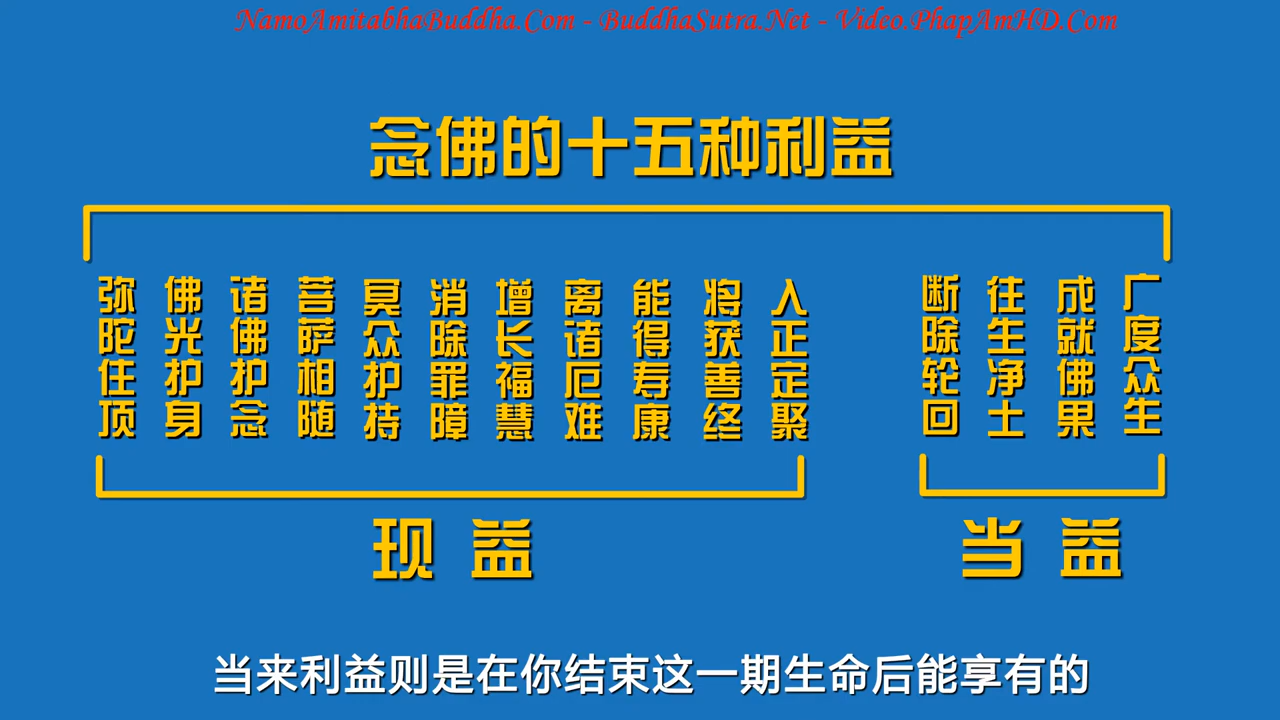 NamoAmitabhaBuddha.Com - BuddhaSutra.Net - Video.PhapAmHD.Com
念佛的十五种利益
弥陀住顶
佛光护身
诸佛护念
菩萨相随
冥众护持
消除罪障
增长福慧
离诸厄难
能得寿康
将获善终
入正定聚
断除轮回
往生净土
成就佛果
广度众生
现益
当益
当来利益则是在你结束这一期生命后能享有的